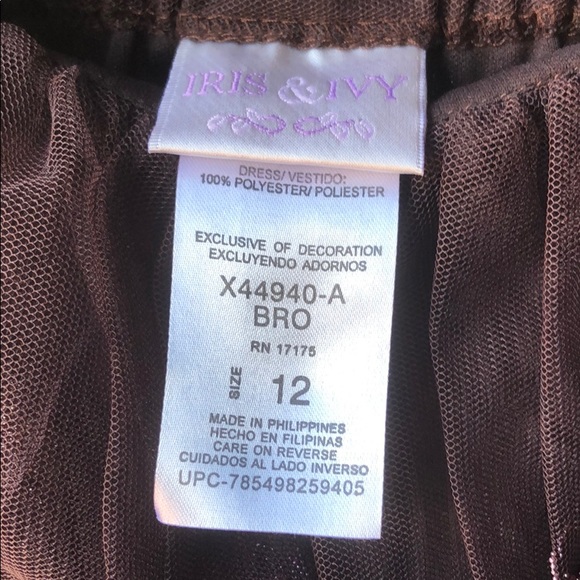 IRIS & IVY
DRESS/VESTIDO:
100% POLYESTER/POLIESTER
EXCLUSIVE OF DECORATION
EXCLUYENDO ADORNOS
X44940-A
BRO
RN 17175
SIZE 12
MADE IN PHILIPPINES
HECHO EN FILIPINAS
CARE ON REVERSE
CUIDADOS AL LADO INVERSO
UPC-785498259405